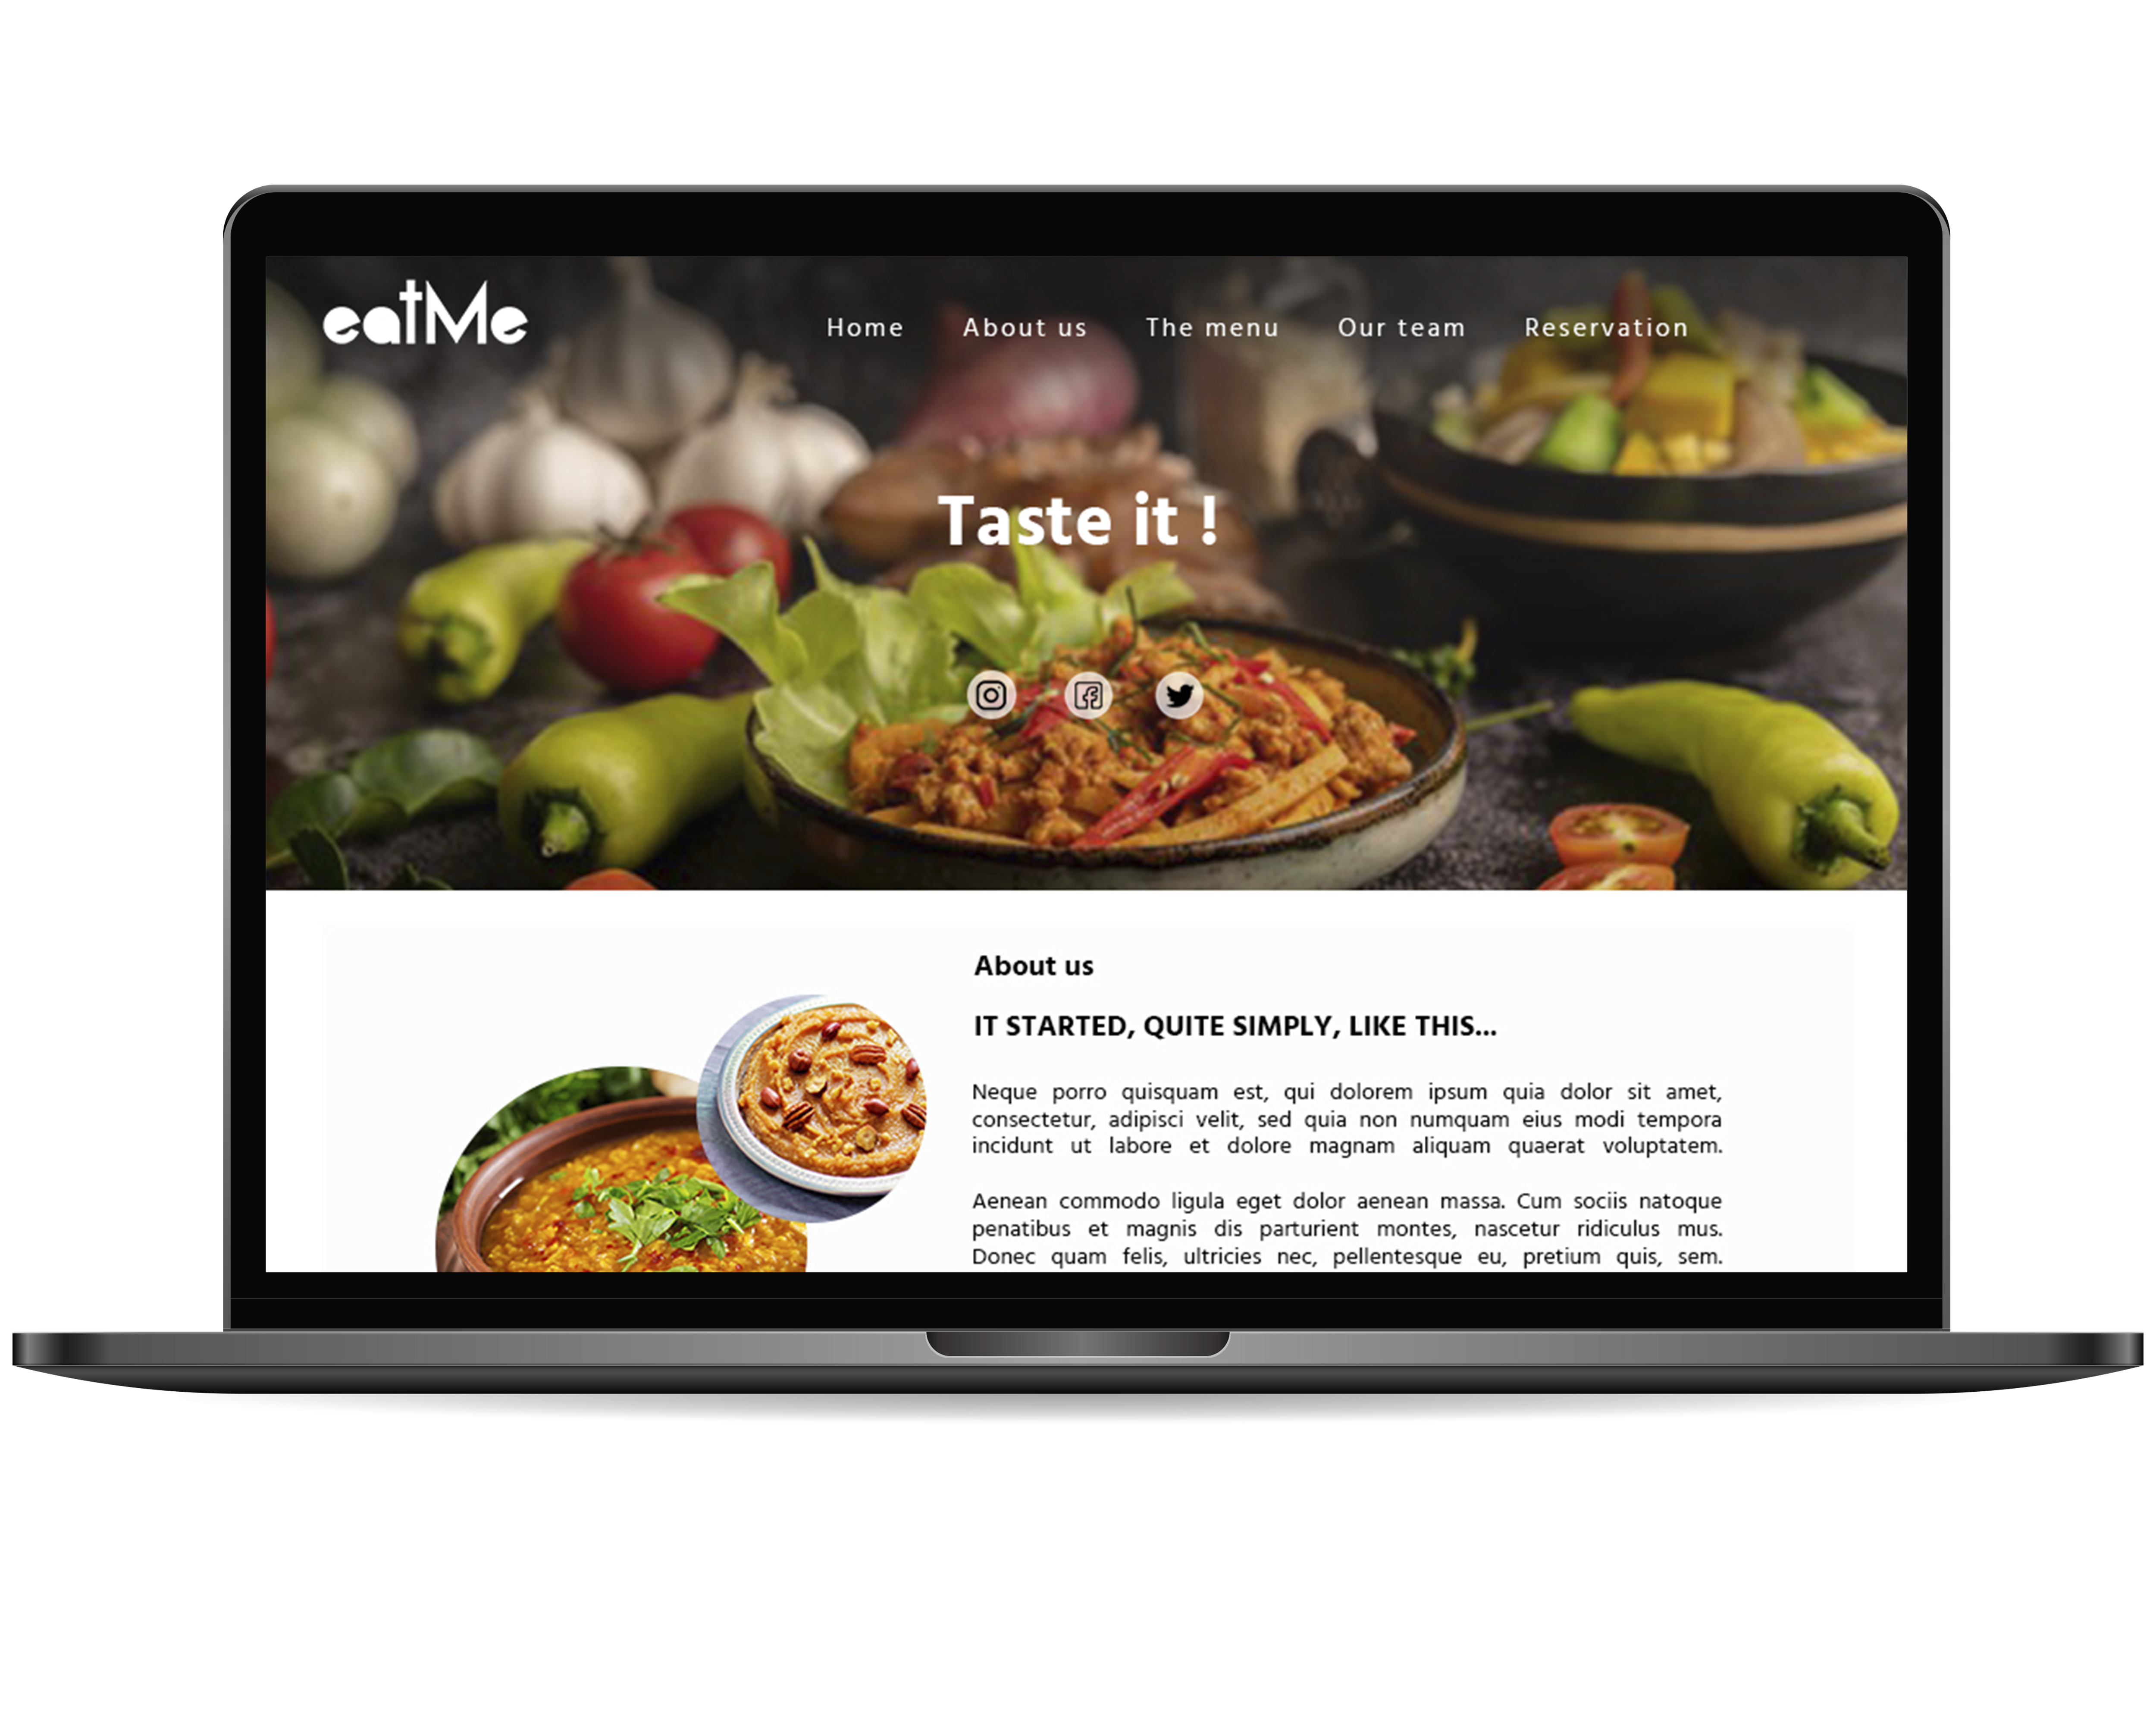 eatMe
Home About us The menu Our team Reservation
Taste it !
About us
IT STARTED, QUITE SIMPLY, LIKE THIS...
Neque porro quisquam est, qui dolorem ipsum quia dolor sit amet,
consectetur, adipisci velit, sed quia non numquam eius modi tempora
incidunt ut labore et dolore magnam aliquam quaerat voluptatem.
Aenean commodo ligula eget dolor aenean massa. Cum sociis natoque
penatibus et magnis dis parturient montes, nascetur ridiculus mus.
Donec quam felis, ultricies nec, pellentesque eu, pretium quis, sem.